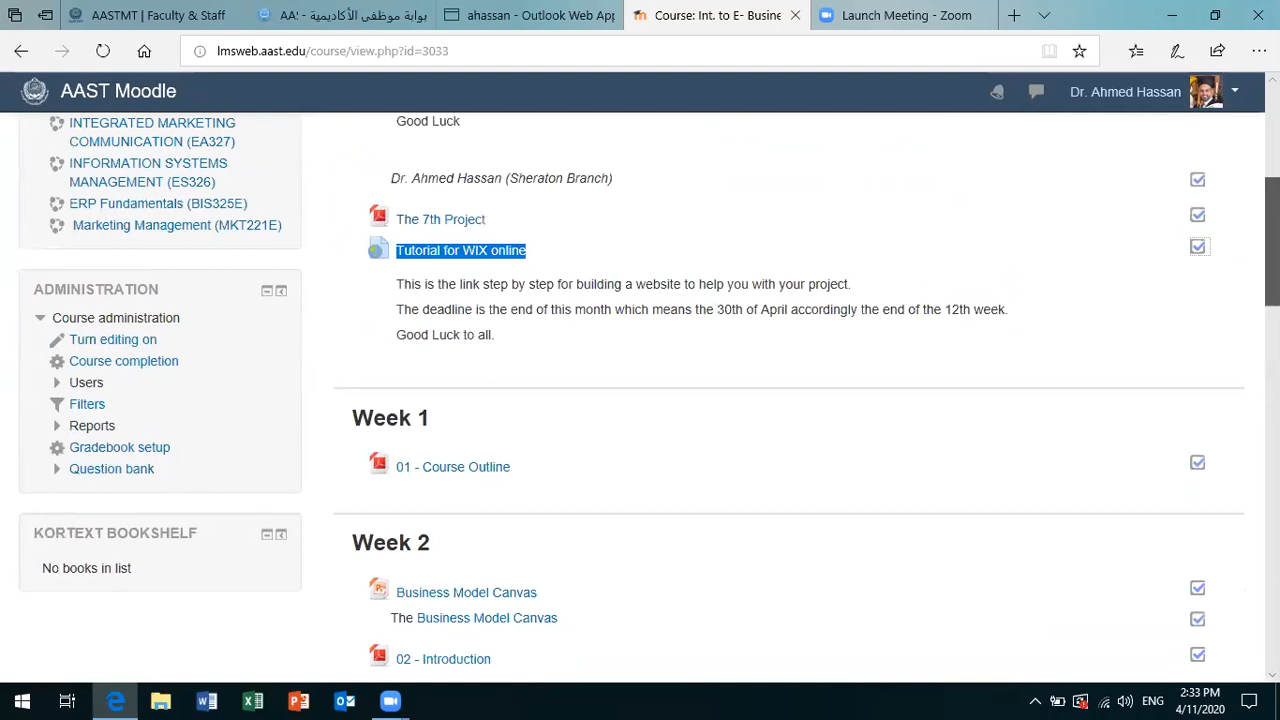 AASTMT | Faculty & Staff
بوابة موظفى الأكاديمية - AA!
ahassan - Outlook Web App
Course: Int. to E- Busine
Launch Meeting - Zoom
lmsweb.aast.edu/course/view.php?id=3033
AAST Moodle
Dr. Ahmed Hassan
INTEGRATED MARKETING
COMMUNICATION (EA327)
INFORMATION SYSTEMS
MANAGEMENT (ES326)
ERP Fundamentals (BIS325E)
Marketing Management (MKT221E)
ADMINISTRATION
Course administration
Turn editing on
Course completion
Users
Filters
Reports
Gradebook setup
Question bank
KORTEXT BOOKSHELF
No books in list
Good Luck
Dr. Ahmed Hassan (Sheraton Branch)
The 7th Project
Tutorial for WIX online
This is the link step by step for building a website to help you with your project.
The deadline is the end of this month which means the 30th of April accordingly the end of the 12th week.
Good Luck to all.
Week 1
01 - Course Outline
Week 2
Business Model Canvas
The Business Model Canvas
02 - Introduction
ENG
2:33 PM
4/11/2020